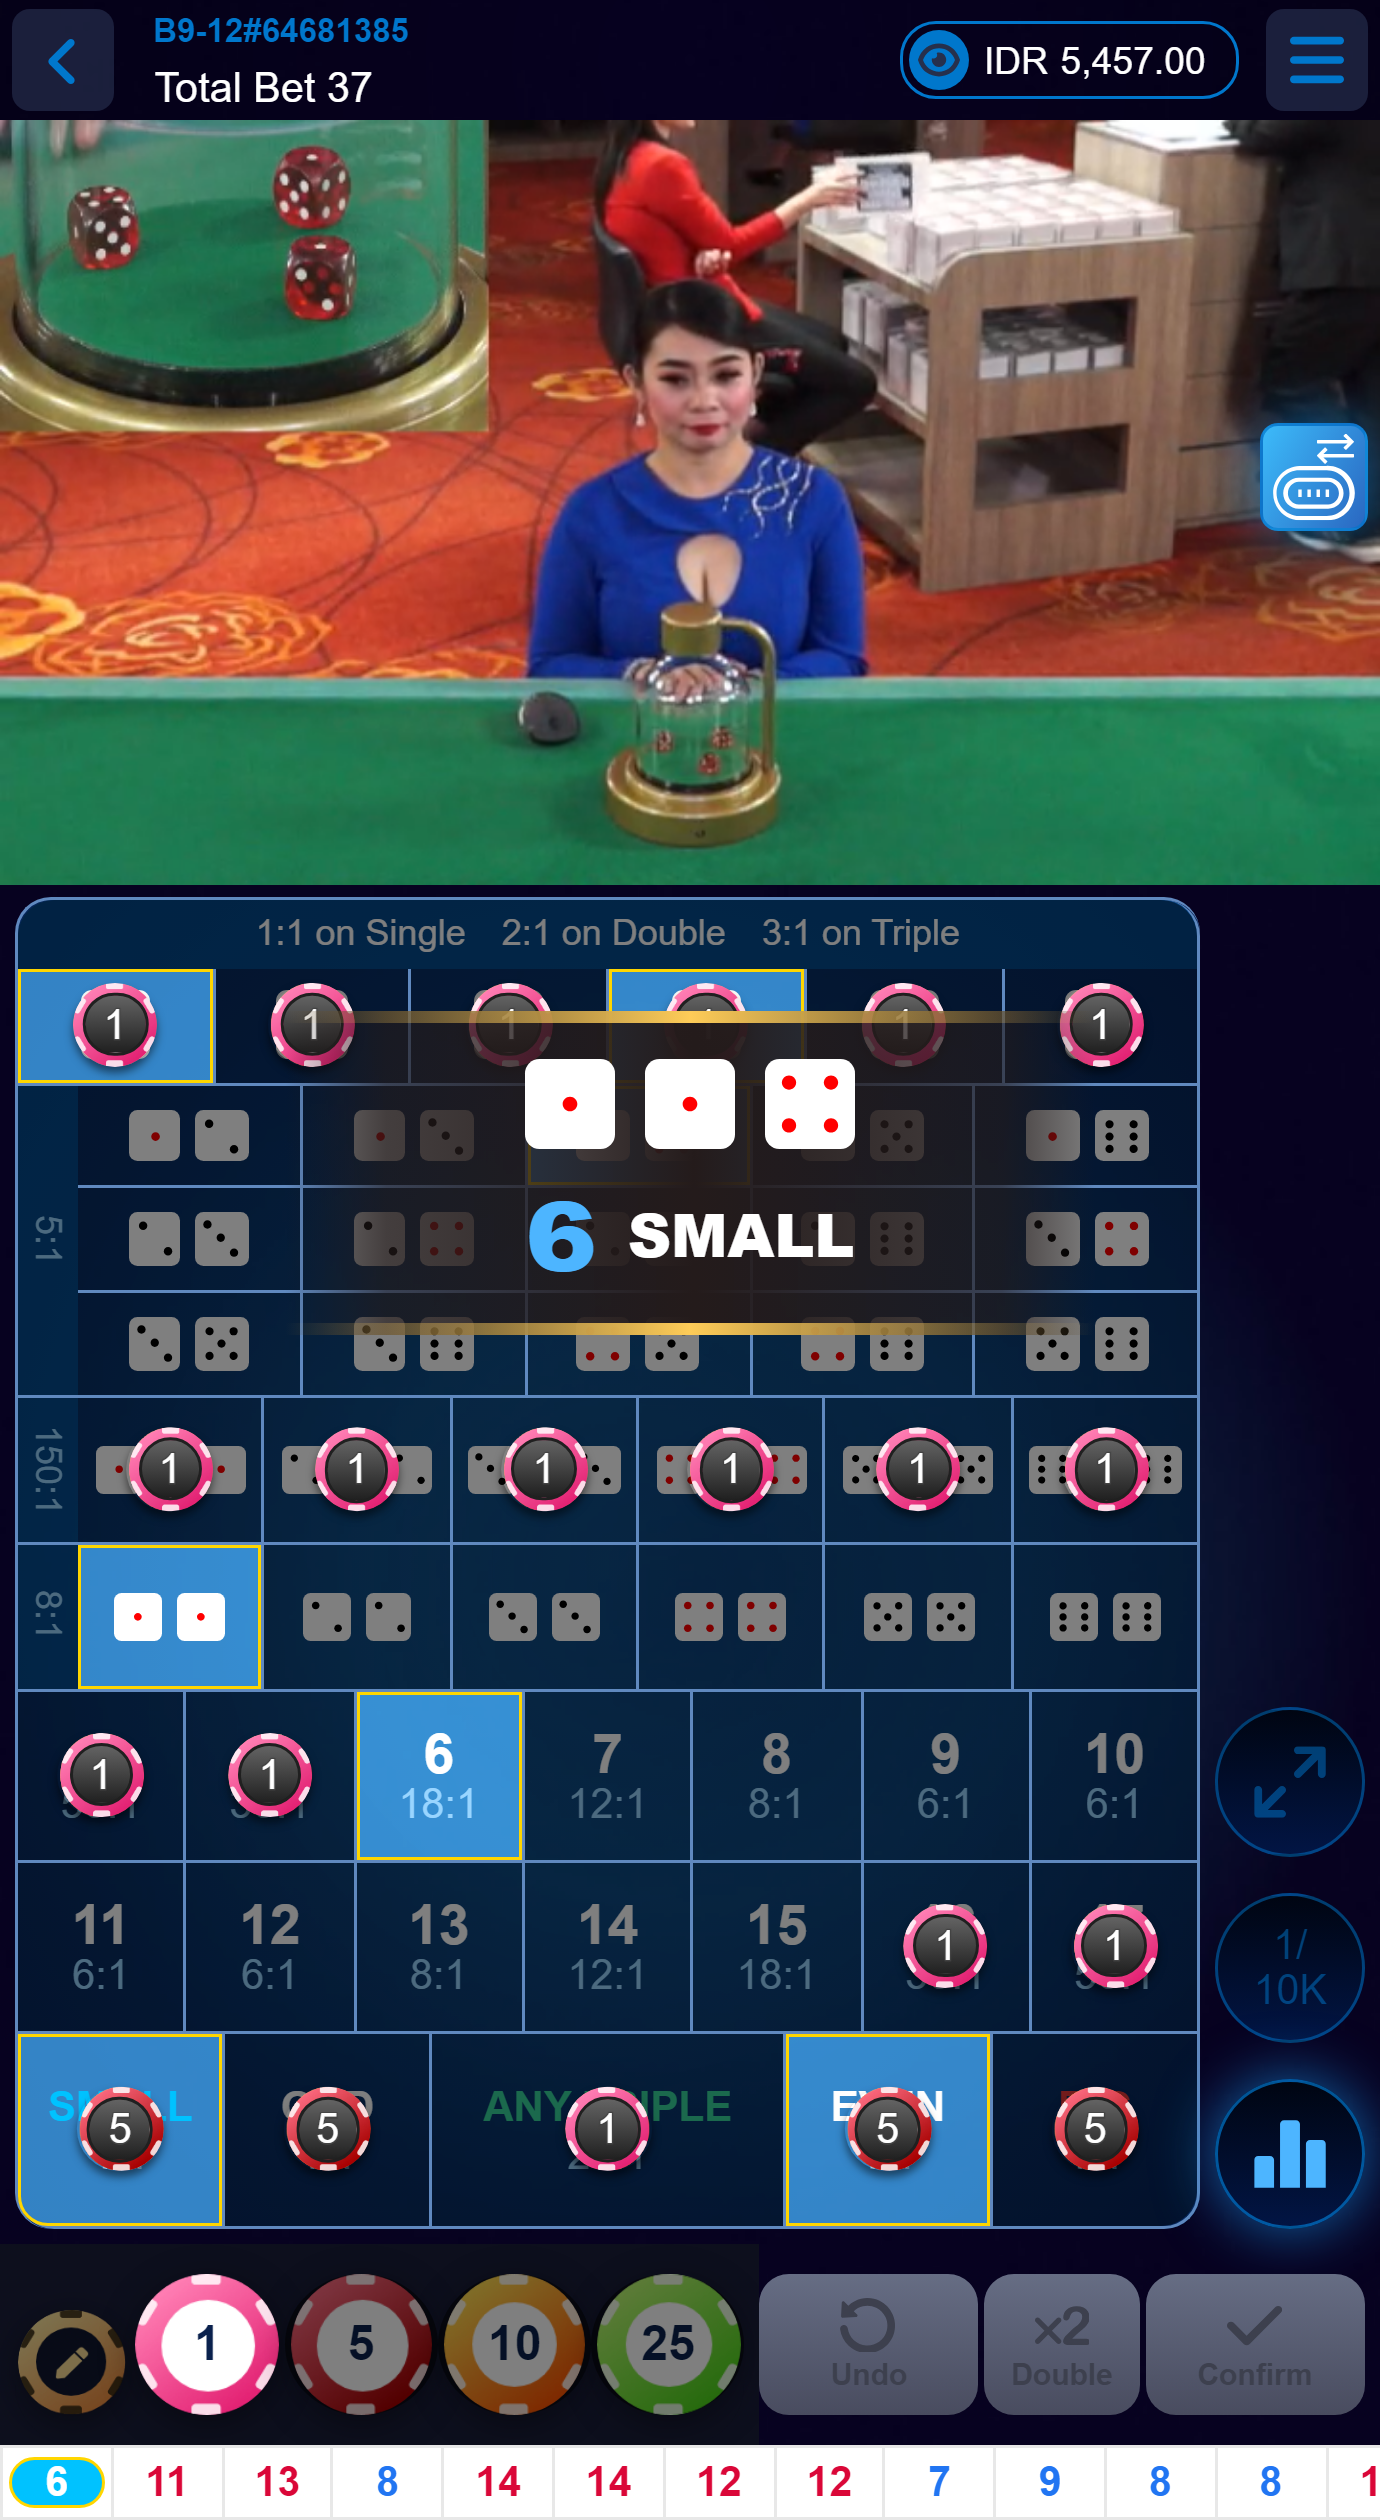 B9-12#64681385
Total Bet 37
IDR 5,457.00
1:1 on Single 2:1 on Double 3:1 on Triple
1 1 1 1
5:1
6 SMALL
150:1
1 1 1 1 1 1
8:1
1 1
6 7 8 9 10
18:1 12:1 8:1 6:1 6:1
11 12 13 14 15
6:1 6:1 8:1 12:1 18:1
1 1
1/
10K
5 5 1 5 5
1 5 10 25
Undo
x2
Double
Confirm
6 11 13 8 14 14 12 12 7 9 8 8